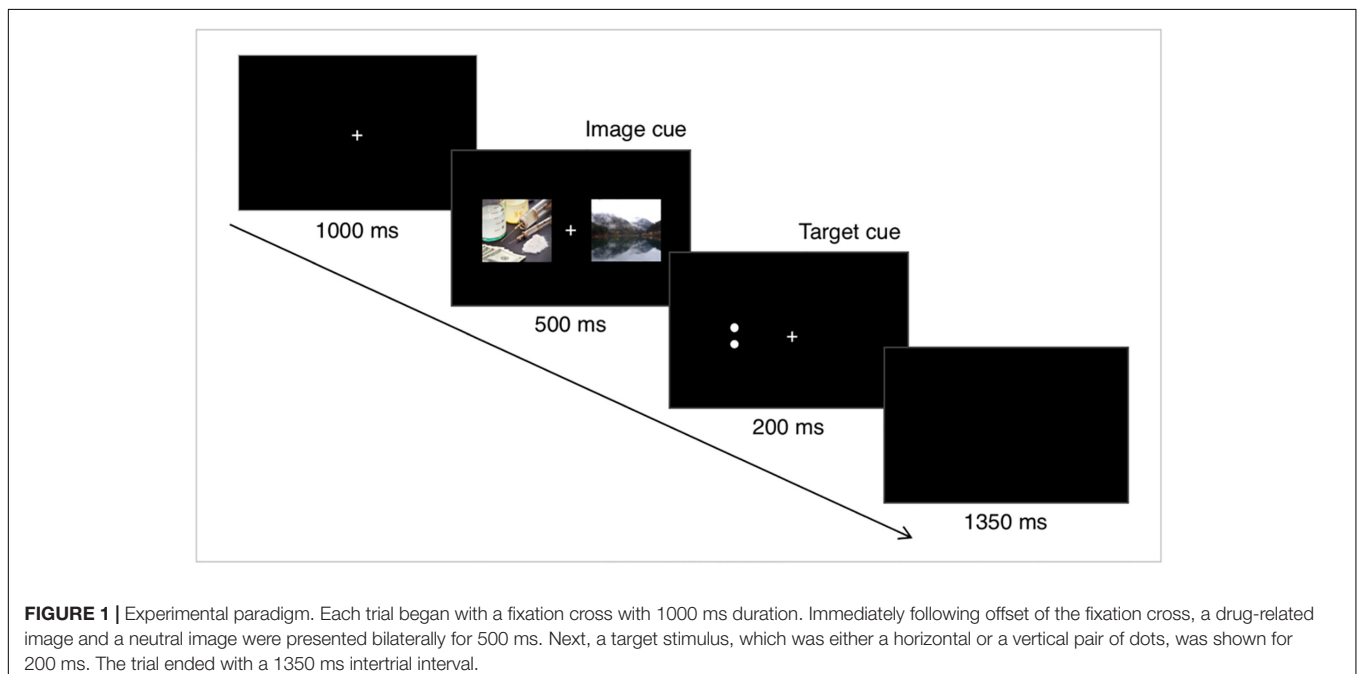 +
1000 ms
Image cue
+
500 ms
Target cue
+
200 ms
1350 ms
FIGURE 1 | Experimental paradigm. Each trial began with a fixation cross with 1000 ms duration. Immediately following offset of the fixation cross, a drug-related
image and a neutral image were presented bilaterally for 500 ms. Next, a target stimulus, which was either a horizontal or a vertical pair of dots, was shown for
200 ms. The trial ended with a 1350 ms intertrial interval.